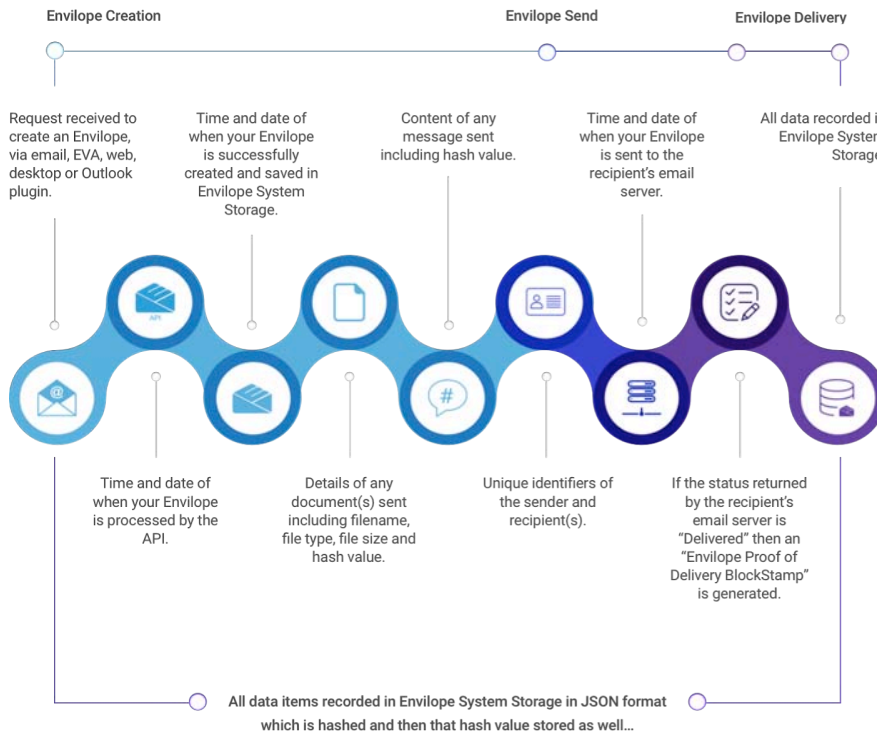 Envilope Creation
Envilope Send
Envilope Delivery
Request received to
create an Envilope,
via email, EVA, web,
desktop or Outlook
plugin.
Time and date of
when your Envilope
is successfully
created and saved in
Envilope System
Storage.
Content of any
message sent
including hash value.
Time and date of
when your Envilope
is sent to the
recipient's email
server.
All data recorded i
Envilope System
Storage
API
@
#
Time and date of
when your Envilope
is processed by the
API.
Details of any
document(s) sent
including filename,
file type, file size and
hash value.
Unique identifiers of
the sender and
recipient(s).
If the status returned
by the recipient's
email server is
“Delivered” then an
“Envilope Proof of
Delivery BlockStamp”
is generated.
All data items recorded in Envilope System Storage in JSON format
which is hashed and then that hash value stored as well…